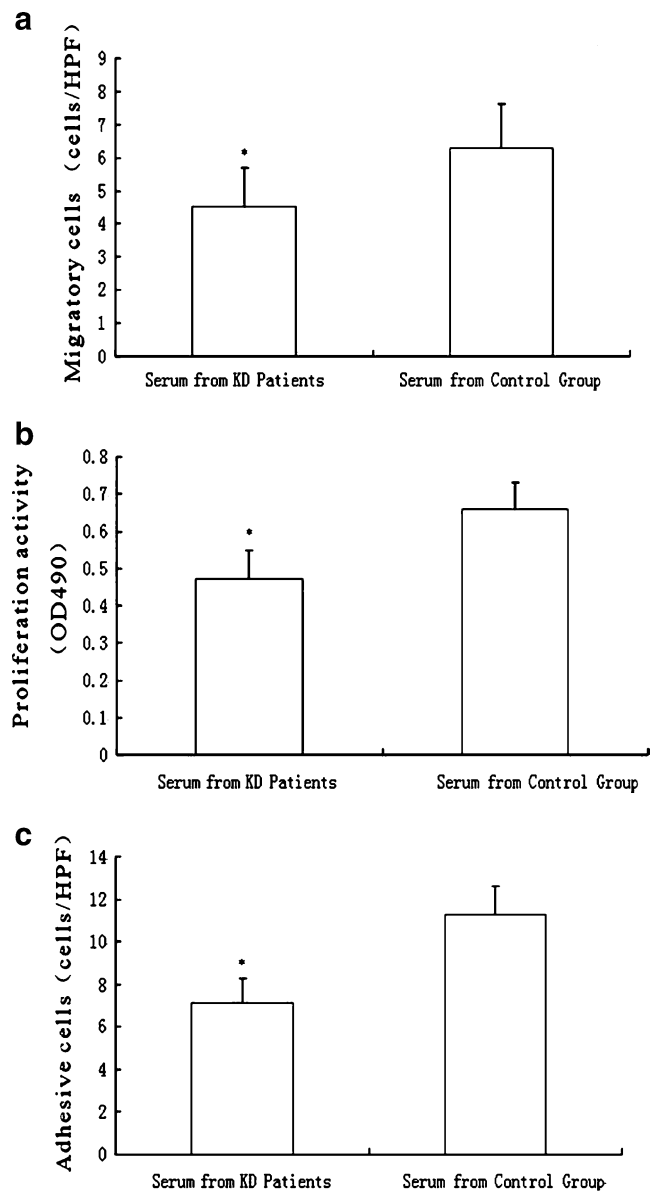 a
Migratory cells (cells/HPF)
9
8
7
6
5
4
3
2
1
0
*
Serum from KD Patients
Serum from Control Group
b
Proliferation activity
(OD490)
0.8
0.7
0.6
0.5
0.4
0.3
0.2
0.1
0
*
Serum from KD Patients
Serum from Control Group
c
Adhesive cells (cells/HPF)
14
12
10
8
6
4
2
0
*
Serum from KD Patients
Serum from Control Group